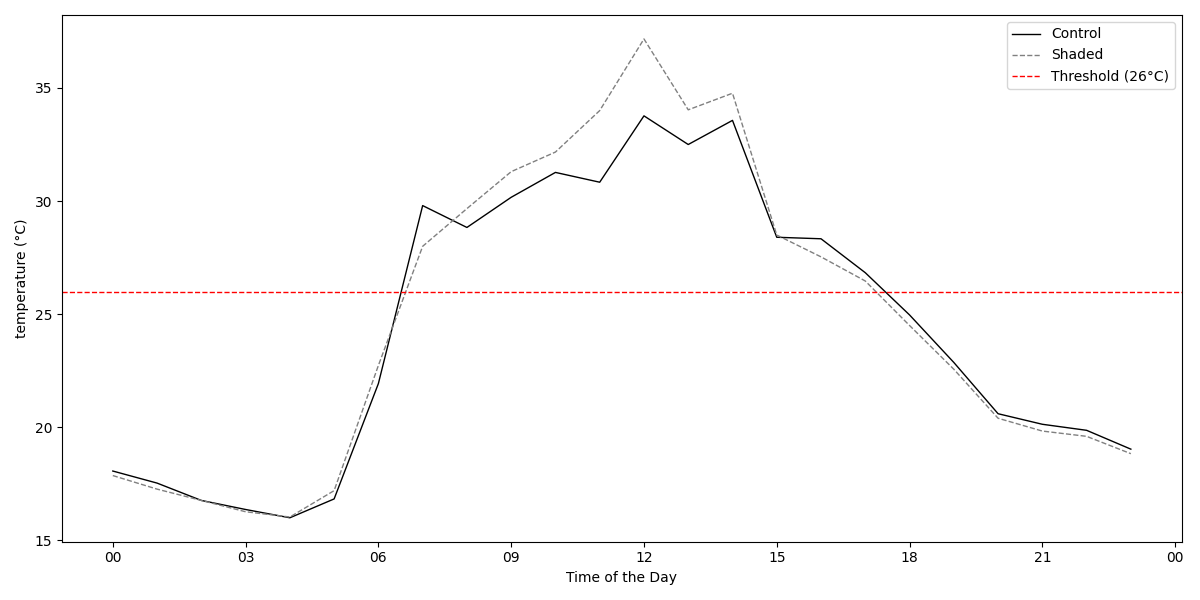 Control
Shaded
Threshold (26°C)
35
30
25
20
15
temperature (°C)
00 03 06 09 12 15 18 21 00
Time of the Day